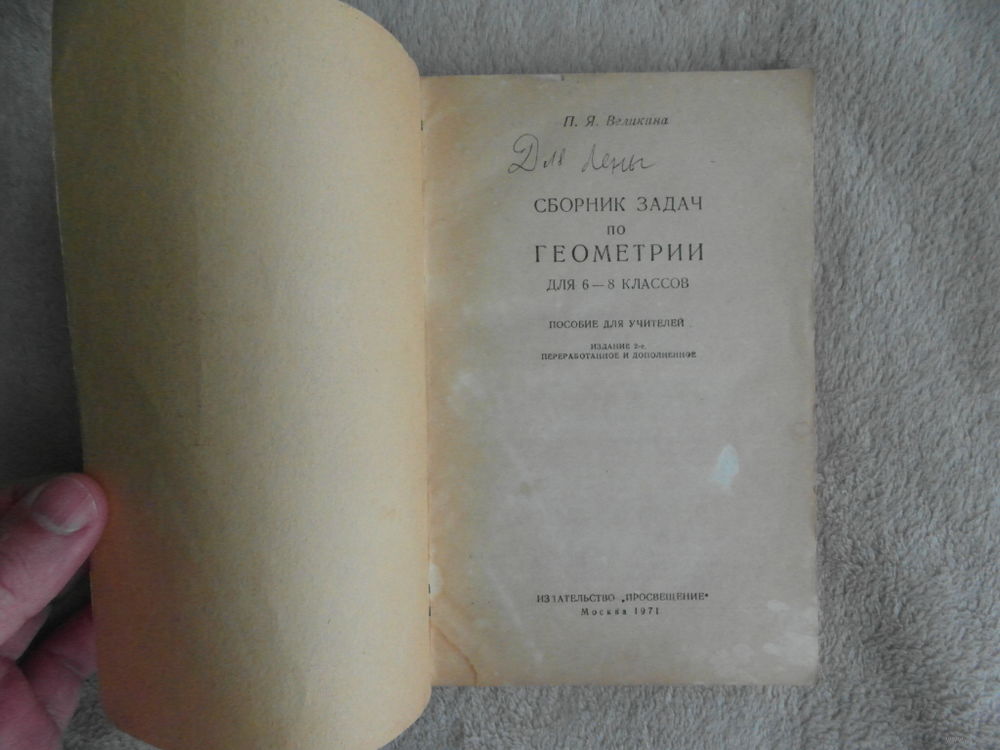 П. Я. Великина
Для Лены
СБОРНИК ЗАДАЧ
ПО
ГЕОМЕТРИИ
ДЛЯ 6—8 КЛАССОВ
ПОСОБИЕ ДЛЯ УЧИТЕЛЕЙ
ИЗДАНИЕ 2-е,
ПЕРЕРАБОТАННОЕ И ДОПОЛНЕННОЕ
ИЗДАТЕЛЬСТВО „ПРОСВЕЩЕНИЕ"
Москва 1971